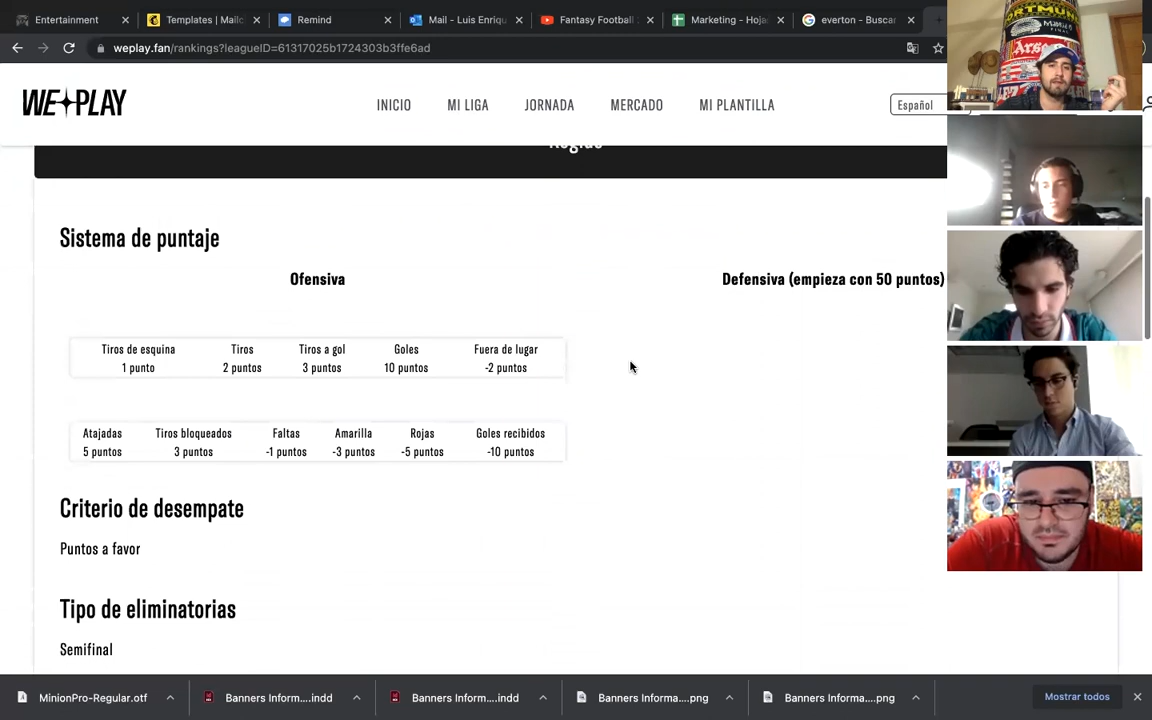 Entertainment
Templates | Mailc
Remind
Mail - Luis Enriqu
Fantasy Football
Marketing - Hoja
everton - Buscar
weplay.fan/rankings?leagueID=61317025b1724303b3ffe6ad
WE PLAY
INICIO
MI LIGA
JORNADA
MERCADO
MI PLANTILLA
Español
Reglas
Sistema de puntaje
Ofensiva
Defensiva (empieza con 50 puntos)
Tiros de esquina Tiros Tiros a gol Goles Fuera de lugar
1 punto 2 puntos 3 puntos 10 puntos -2 puntos
Atajadas Tiros bloqueados Faltas Amarilla Rojas Goles recibidos
5 puntos 3 puntos -1 puntos -3 puntos -5 puntos -10 puntos
Criterio de desempate
Puntos a favor
Tipo de eliminatorias
Semifinal
MinionPro-Regular.otf
Banners Inform....indd
Banners Inform....indd
Banners Informa....png
Banners Informa....png
Mostrar todos